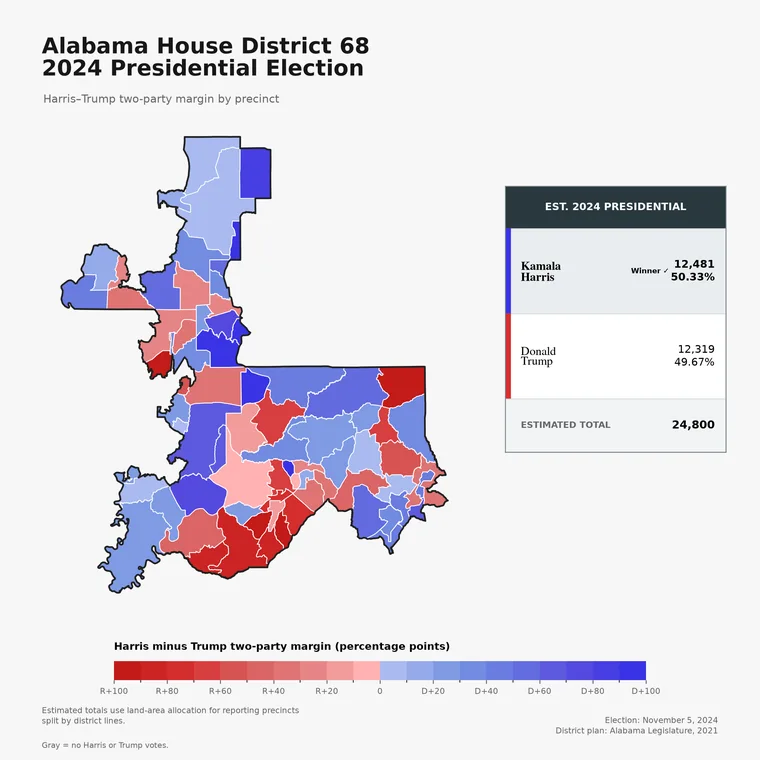 Alabama House District 68
2024 Presidential Election
Harris–Trump two-party margin by precinct
EST. 2024 PRESIDENTIAL
Kamala
Harris
Winner ✓
12,481
50.33%
Donald
Trump
12,319
49.67%
ESTIMATED TOTAL
24,800
Harris minus Trump two-party margin (percentage points)
R+100 R+80 R+60 R+40 R+20 0 D+20 D+40 D+60 D+80 D+100
Estimated totals use land-area allocation for reporting precincts
split by district lines.
Gray = no Harris or Trump votes.
Election: November 5, 2024
District plan: Alabama Legislature, 2021